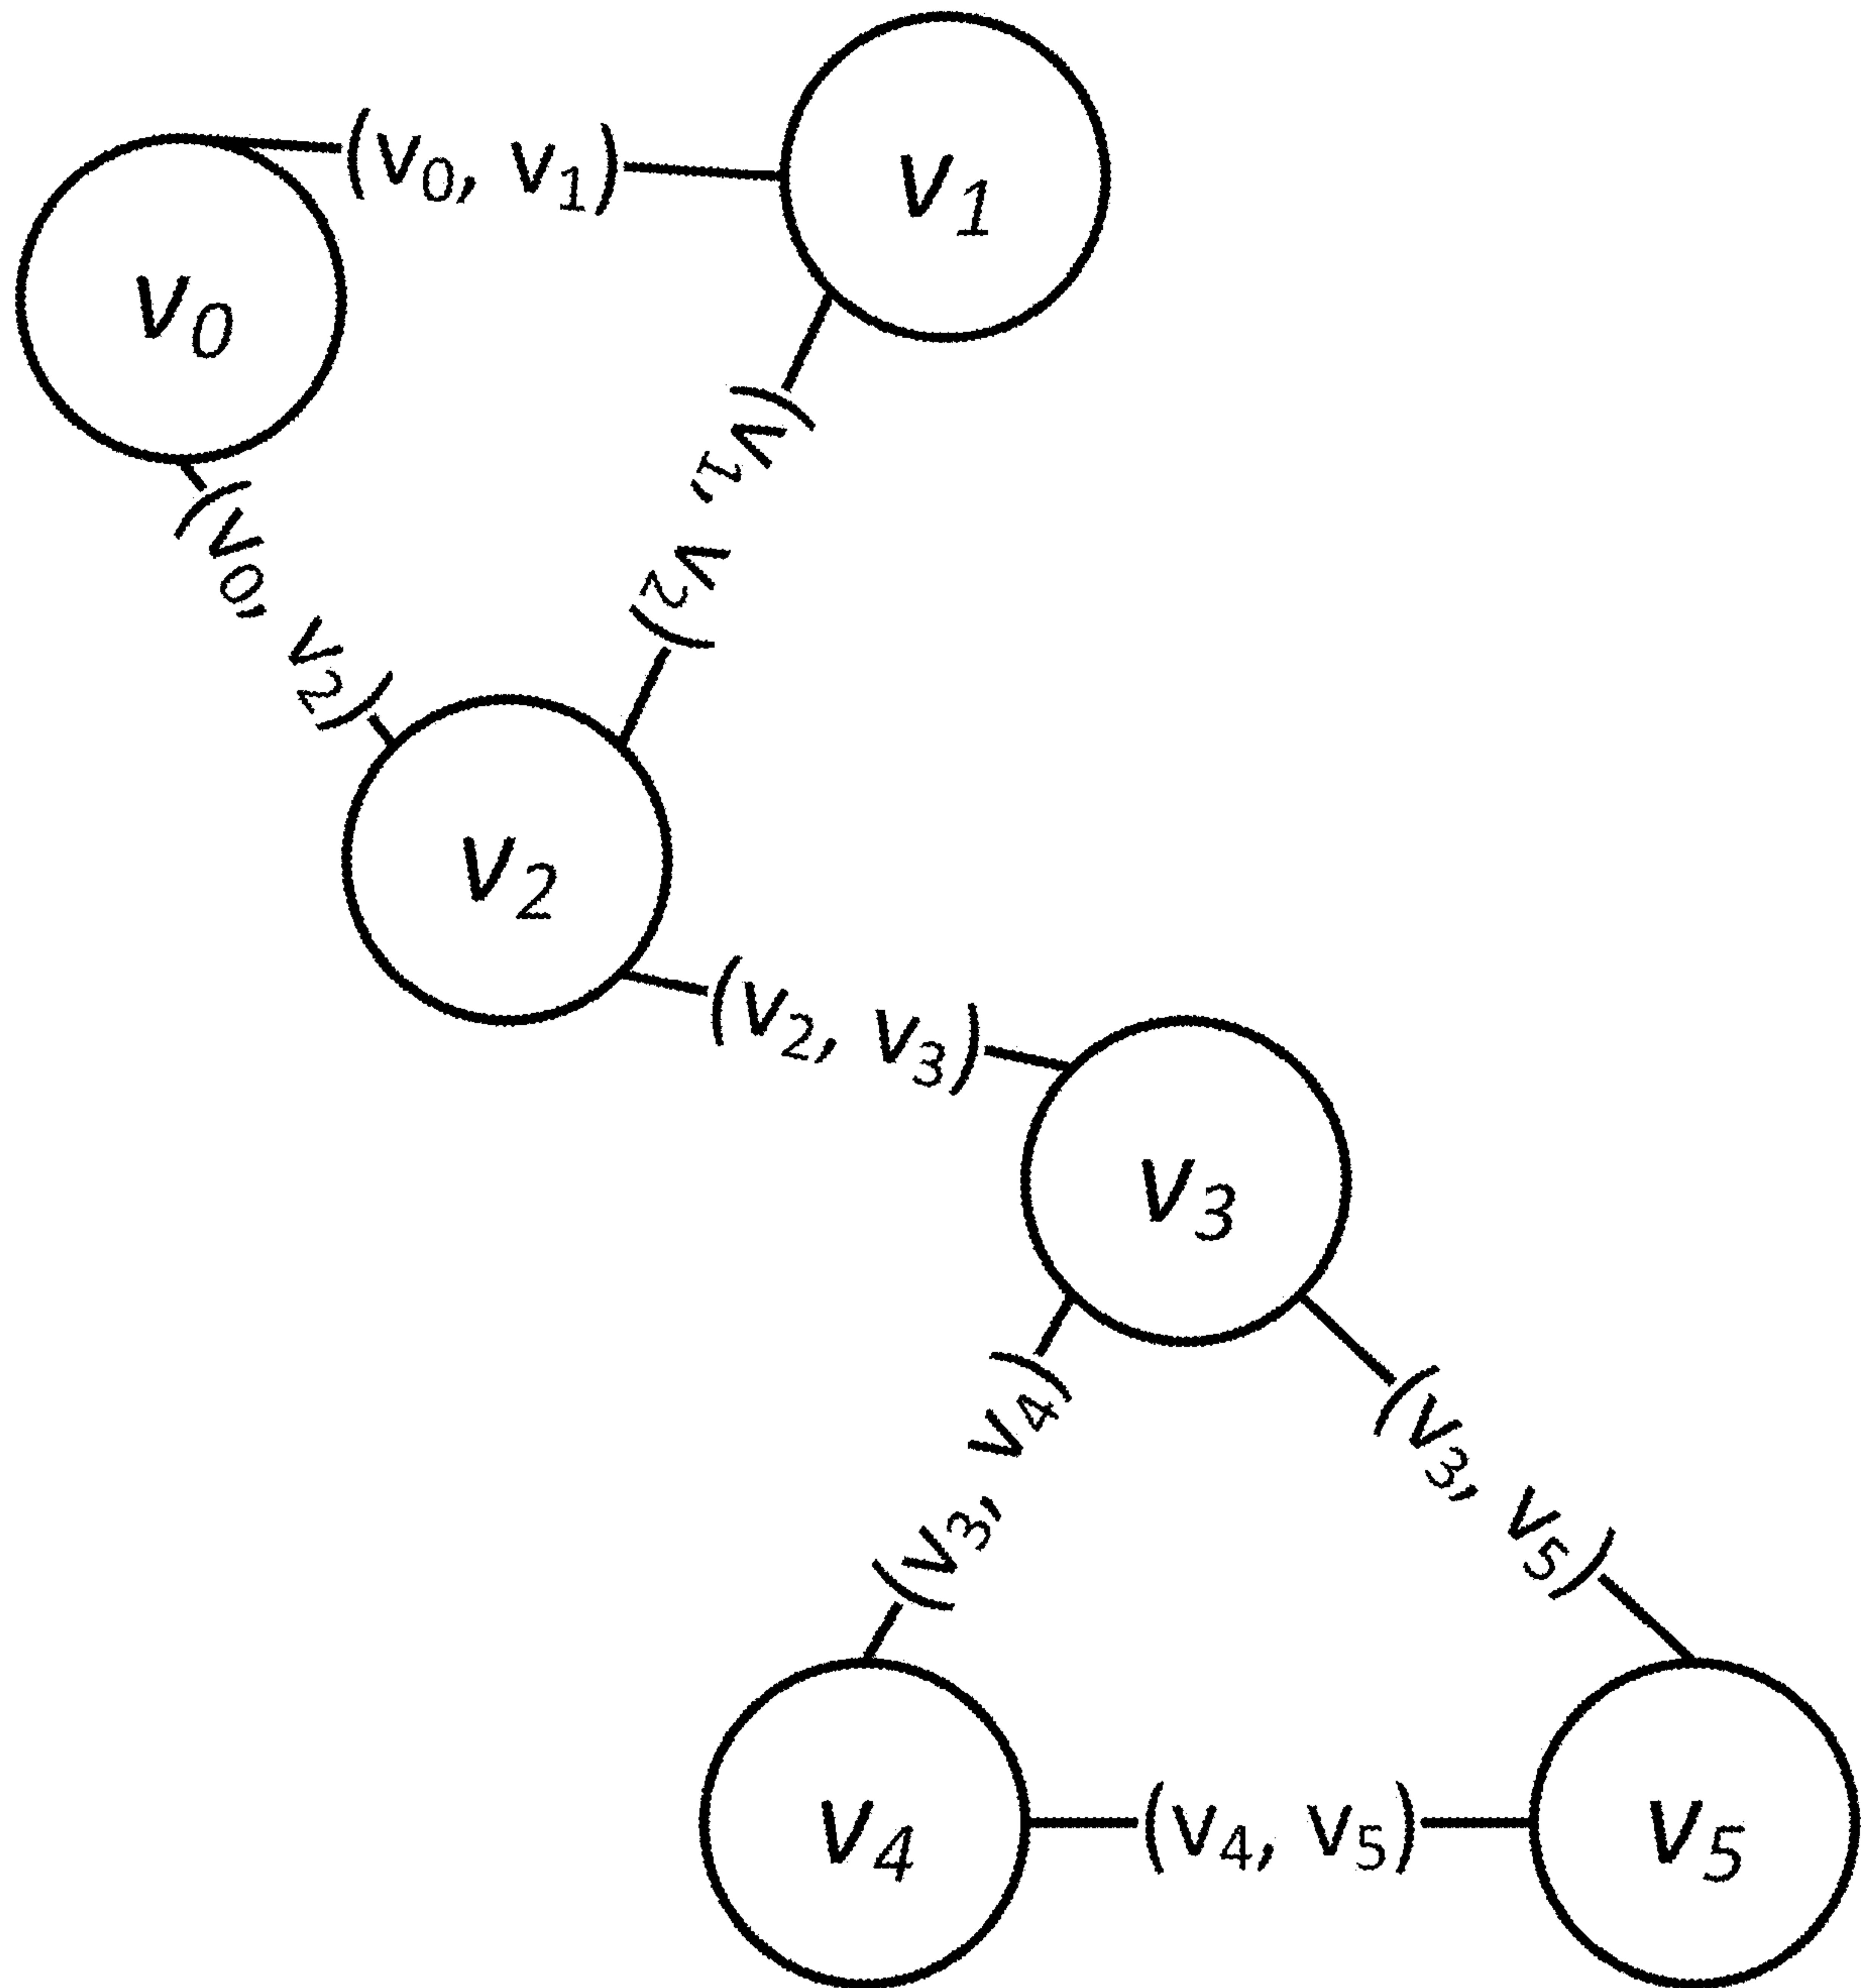 v1
(v0, v1)
v0
(v1, v2)
(v0, v2)
v2
(v2, v3)
v3
(v3, v4)
(v3, v5)
v4
(v4, v5)
v5